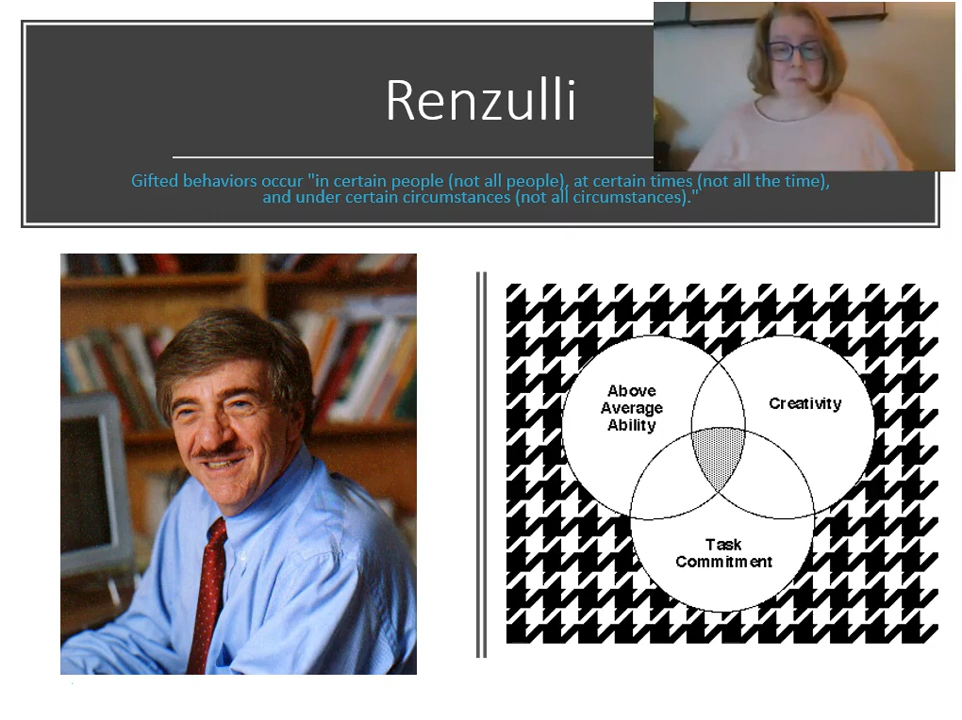 Renzulli
Gifted behaviors occur "in certain people (not all people), at certain times (not all the time),
and under certain circumstances (not all circumstances)."
Above
Average
Ability
Creativity
Task
Commitment